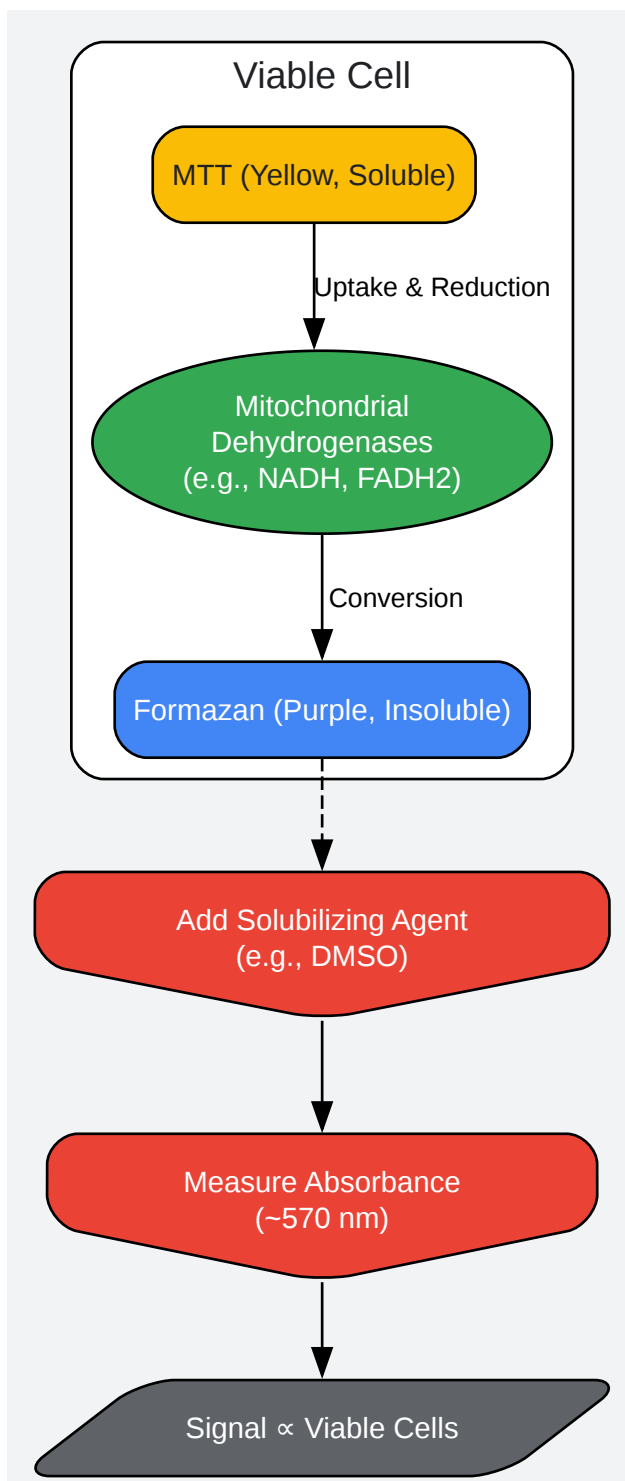 Viable Cell
MTT (Yellow, Soluble)
Uptake & Reduction
Mitochondrial
Dehydrogenases
(e.g., NADH, FADH2)
Conversion
Formazan (Purple, Insoluble)
Add Solubilizing Agent
(e.g., DMSO)
Measure Absorbance
(~570 nm)
Signal ∝ Viable Cells